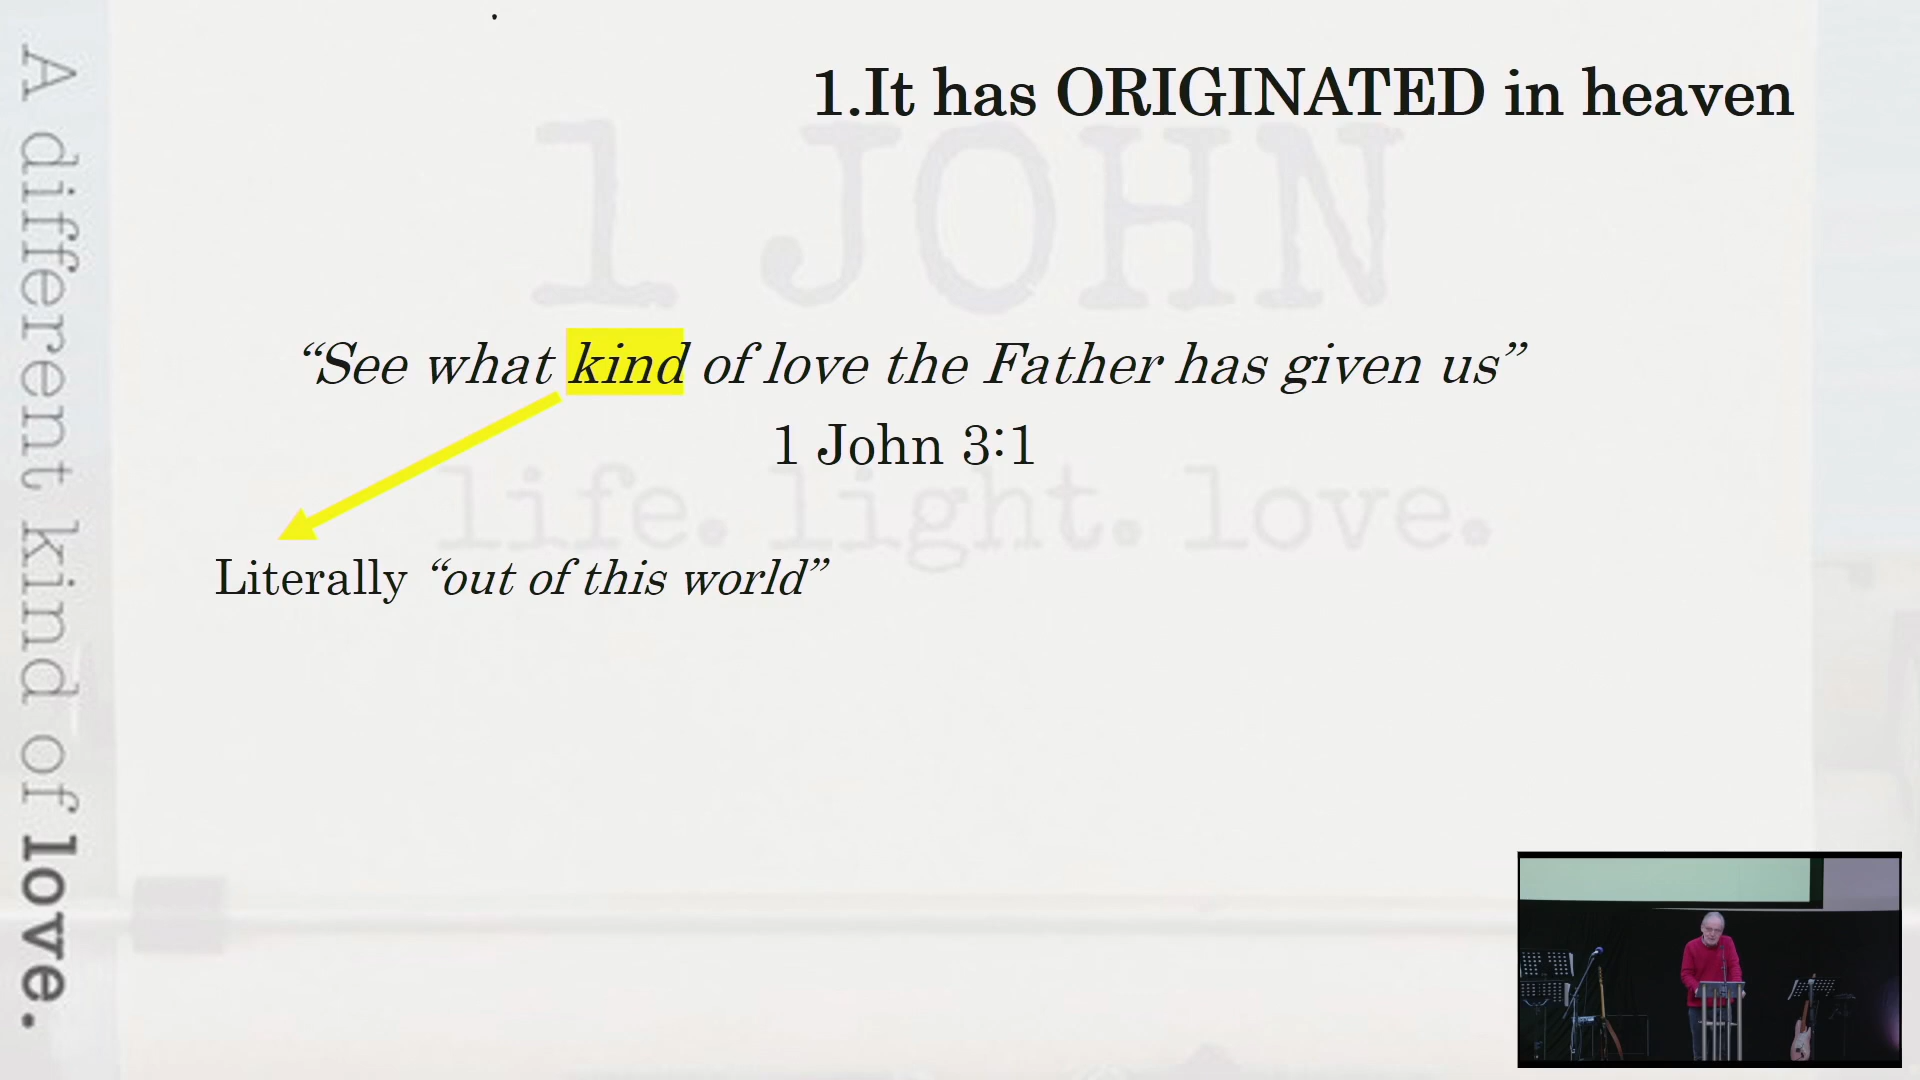 A different kind of love.
1.It has ORIGINATED in heaven
1 JOHN
“See what kind of love the Father has given us”
1 John 3:1
life. light. love.
Literally “out of this world”